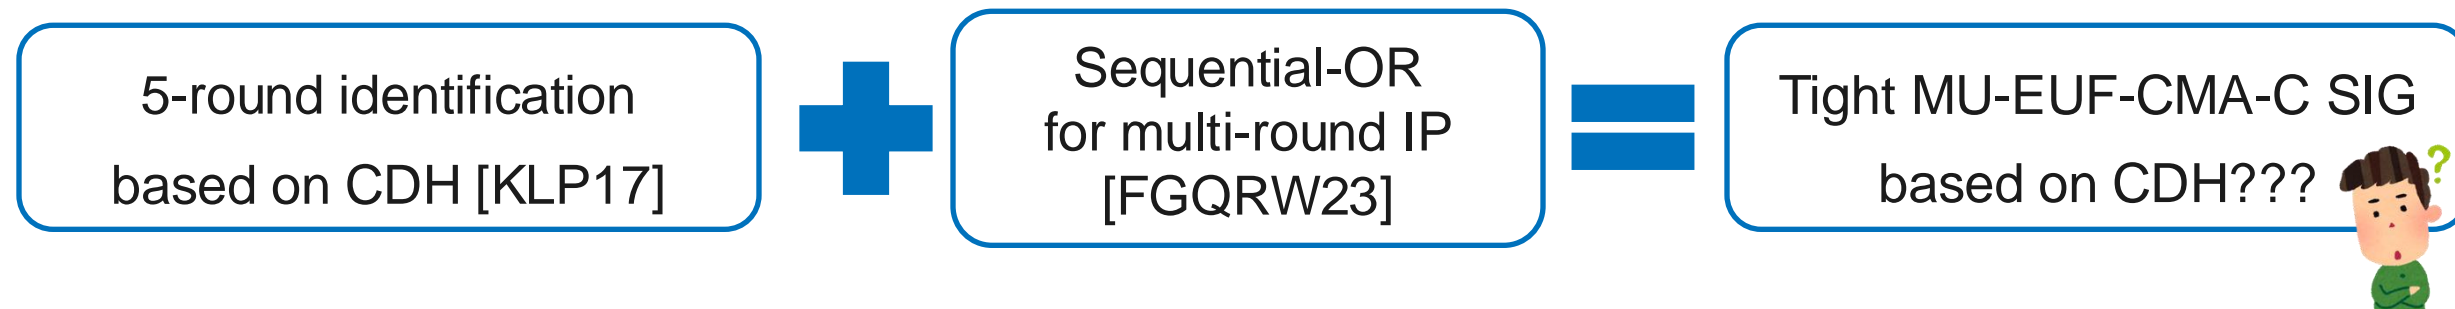 5-round identification
based on CDH [KLP17]
Sequential-OR
for multi-round IP
[FGQRW23]
Tight MU-EUF-CMA-C SIG
based on CDH???
?